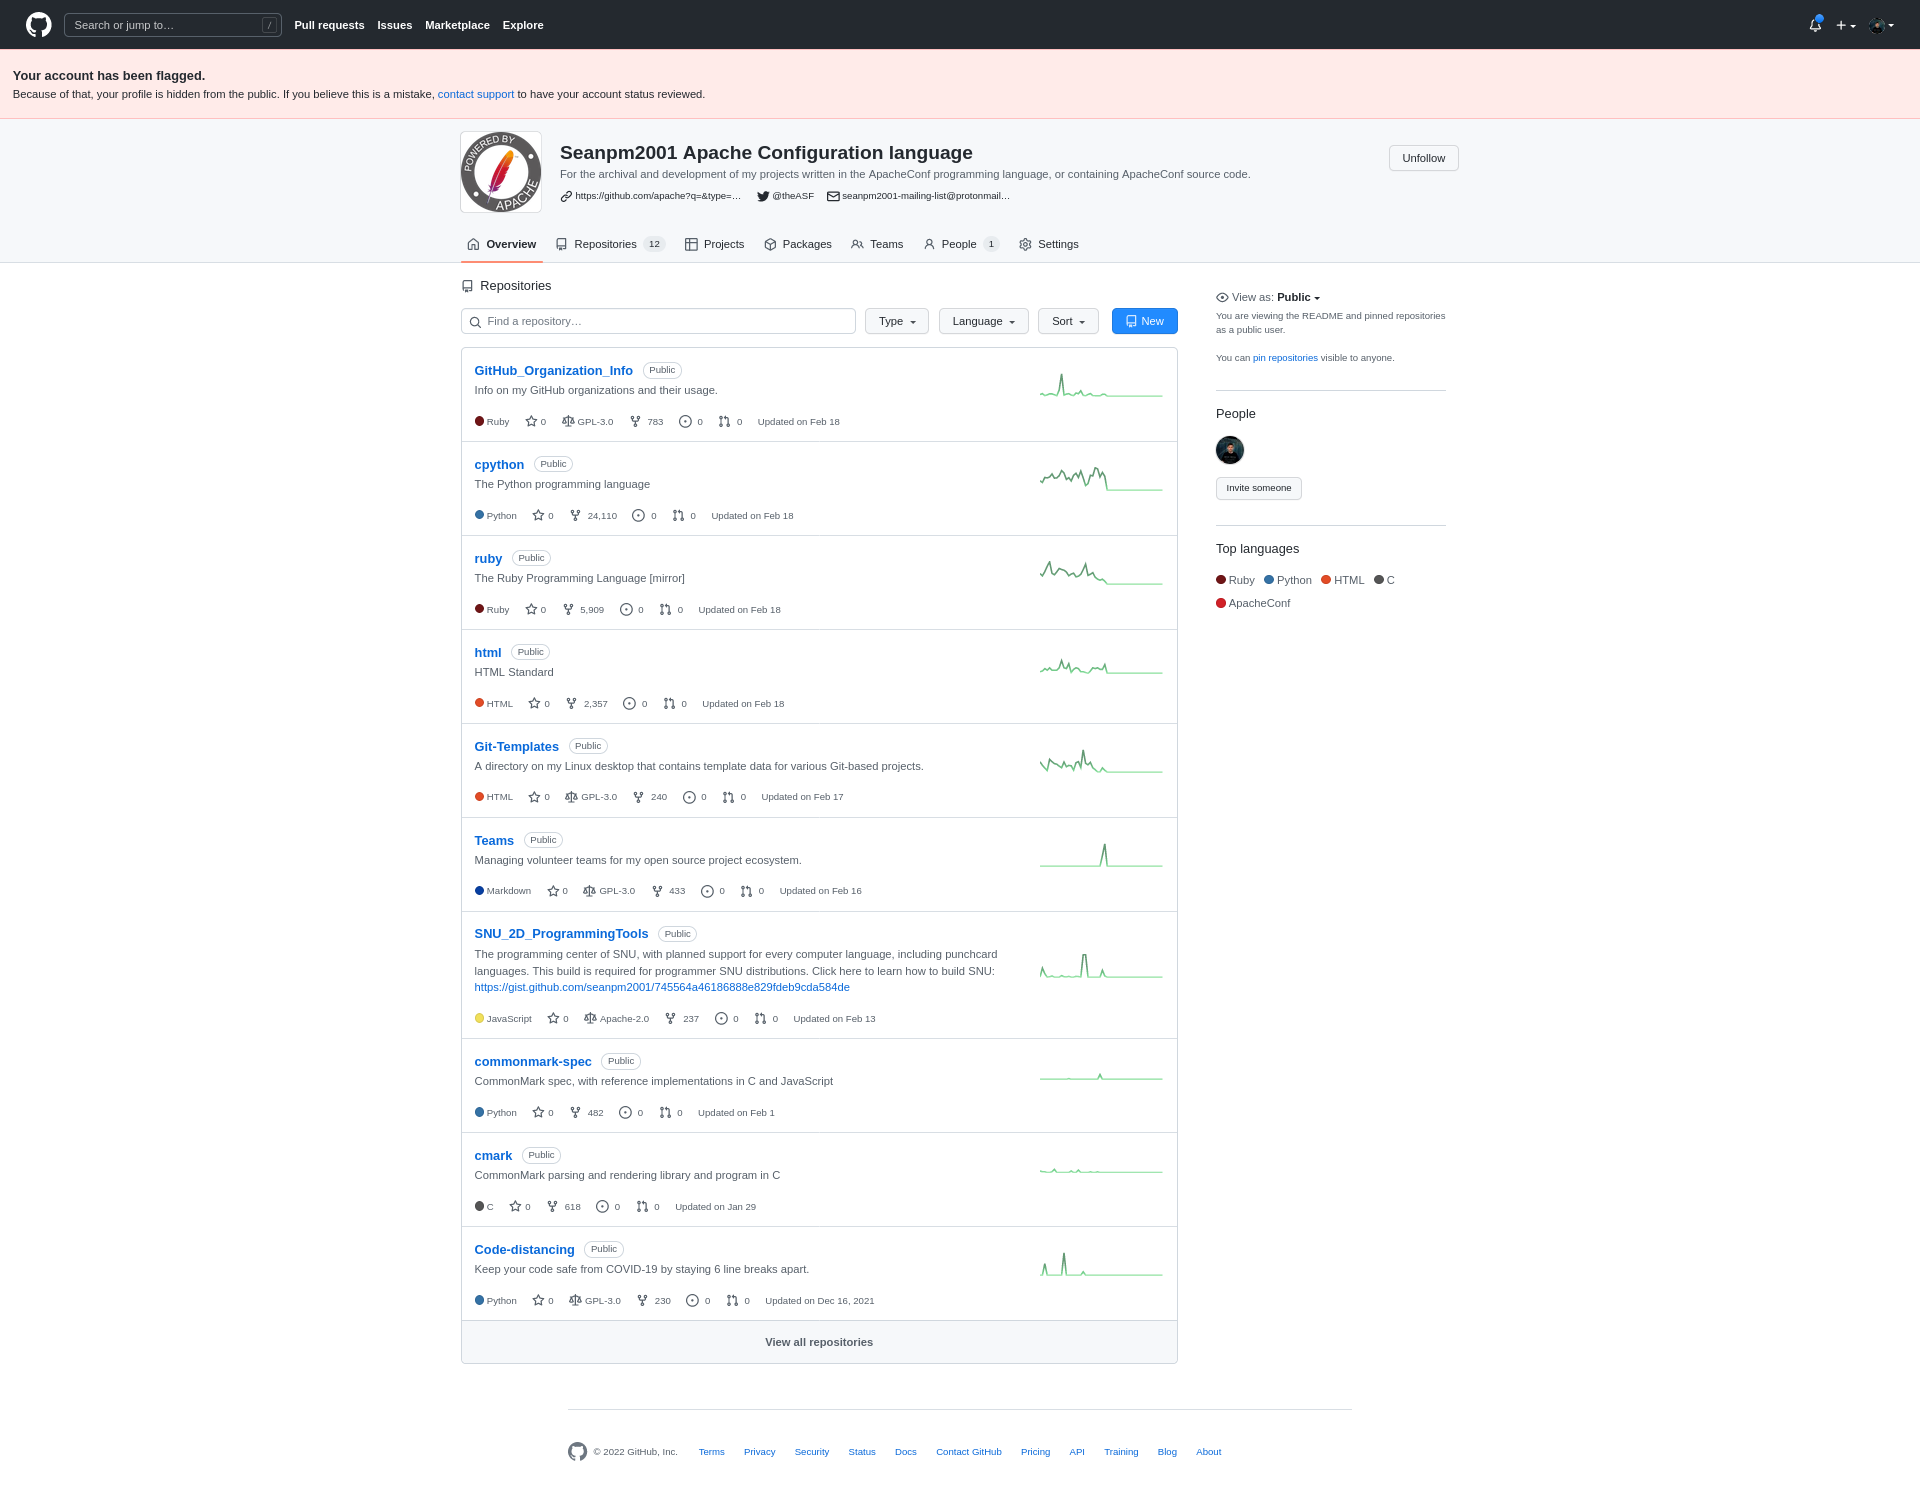 Search or jump to… /
Pull requests Issues Marketplace Explore
Your account has been flagged.
Because of that, your profile is hidden from the public. If you believe this is a mistake, contact support to have your account status reviewed.
POWERED BY
APACHE
Seanpm2001 Apache Configuration language
Unfollow
For the archival and development of my projects written in the ApacheConf programming language, or containing ApacheConf source code.
https://github.com/apache?q=&type=… @theASF seanpm2001-mailing-list@protonmail…
Overview Repositories 12 Projects Packages Teams People 1 Settings
Repositories
Find a repository… Type Language Sort New
GitHub_Organization_Info Public
Info on my GitHub organizations and their usage.
Ruby 0 GPL-3.0 783 0 0 Updated on Feb 18
cpython Public
The Python programming language
Python 0 24,110 0 0 Updated on Feb 18
ruby Public
The Ruby Programming Language [mirror]
Ruby 0 5,909 0 0 Updated on Feb 18
html Public
HTML Standard
HTML 0 2,357 0 0 Updated on Feb 18
Git-Templates Public
A directory on my Linux desktop that contains template data for various Git-based projects.
HTML 0 GPL-3.0 240 0 0 Updated on Feb 17
Teams Public
Managing volunteer teams for my open source project ecosystem.
Markdown 0 GPL-3.0 433 0 0 Updated on Feb 16
SNU_2D_ProgrammingTools Public
The programming center of SNU, with planned support for every computer language, including punchcard
languages. This build is required for programmer SNU distributions. Click here to learn how to build SNU:
https://gist.github.com/seanpm2001/745564a46186888e829fdeb9cda584de
JavaScript 0 Apache-2.0 237 0 0 Updated on Feb 13
commonmark-spec Public
CommonMark spec, with reference implementations in C and JavaScript
Python 0 482 0 0 Updated on Feb 1
cmark Public
CommonMark parsing and rendering library and program in C
C 0 618 0 0 Updated on Jan 29
Code-distancing Public
Keep your code safe from COVID-19 by staying 6 line breaks apart.
Python 0 GPL-3.0 230 0 0 Updated on Dec 16, 2021
View all repositories
View as: Public
You are viewing the README and pinned repositories
as a public user.
You can pin repositories visible to anyone.
People
Invite someone
Top languages
Ruby Python HTML C
ApacheConf
© 2022 GitHub, Inc. Terms Privacy Security Status Docs Contact GitHub Pricing API Training Blog About